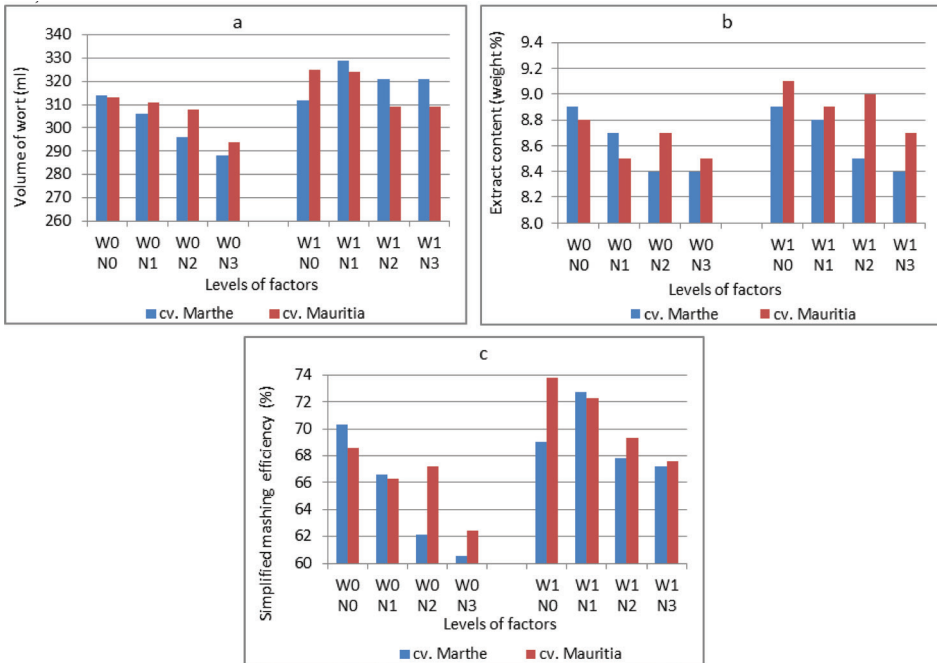 a
Volume of wort (ml)
340
330
320
310
300
290
280
270
260
W0 W0 W0 W0 W1 W1 W1 W1
N0 N1 N2 N3 N0 N1 N2 N3
Levels of factors
cv. Marthe cv. Mauritia
b
Extract content (weight %)
9.6
9.4
9.2
9.0
8.8
8.6
8.4
8.2
8.0
W0 W0 W0 W0 W1 W1 W1 W1
N0 N1 N2 N3 N0 N1 N2 N3
Levels of factors
cv. Marthe cv. Mauritia
c
Simplified mashing efficiency (%)
74
72
70
68
66
64
62
60
W0 W0 W0 W0 W1 W1 W1 W1
N0 N1 N2 N3 N0 N1 N2 N3
Levels of factors
cv. Marthe cv. Mauritia